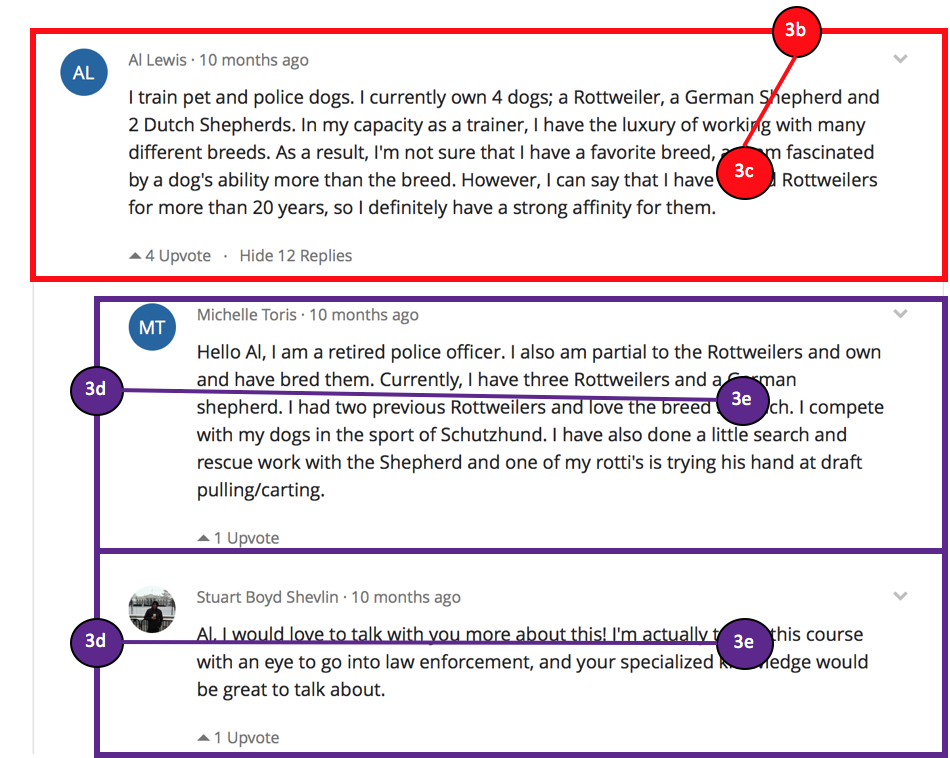 3b
AL
Al Lewis · 10 months ago
I train pet and police dogs. I currently own 4 dogs; a Rottweiler, a German Shepherd and
2 Dutch Shepherds. In my capacity as a trainer, I have the luxury of working with many
different breeds. As a result, I'm not sure that I have a favorite breed, fascinated
3c
by a dog's ability more than the breed. However, I can say that I have Rottweilers
for more than 20 years, so I definitely have a strong affinity for them.
4 Upvote · Hide 12 Replies
MT
Michelle Toris · 10 months ago
Hello Al, I am a retired police officer. I also am partial to the Rottweilers and own
and have bred them. Currently, I have three Rottweilers and a German
3d
3e
shepherd. I had two previous Rottweilers and love the breed I compete
with my dogs in the sport of Schutzhund. I have also done a little search and
rescue work with the Shepherd and one of my rotti's is trying his hand at draft
pulling/carting.
1 Upvote
Stuart Boyd Shevlin · 10 months ago
Al, I would love to talk with you more about this! I'm actually this course
3d
3e
with an eye to go into law enforcement, and your specialized knowledge would
be great to talk about.
1 Upvote